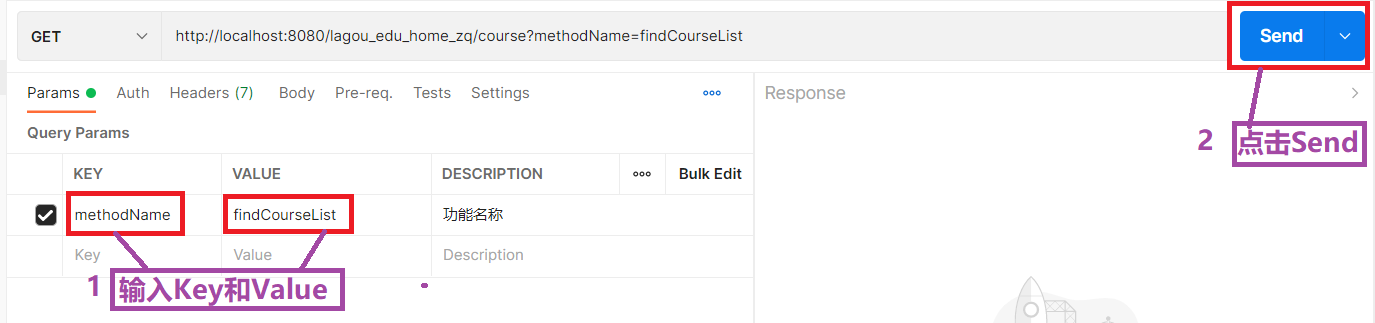 GET http://localhost:8080/lagou_edu_home_zq/course?methodName=findCourseList Send
Params Auth Headers (7) Body Pre-req. Tests Settings ooo Response
2 点击Send
Query Params
KEY VALUE DESCRIPTION ooo Bulk Edit
methodName findCourseList 功能名称
Key Value Description
1 输入Key和Value